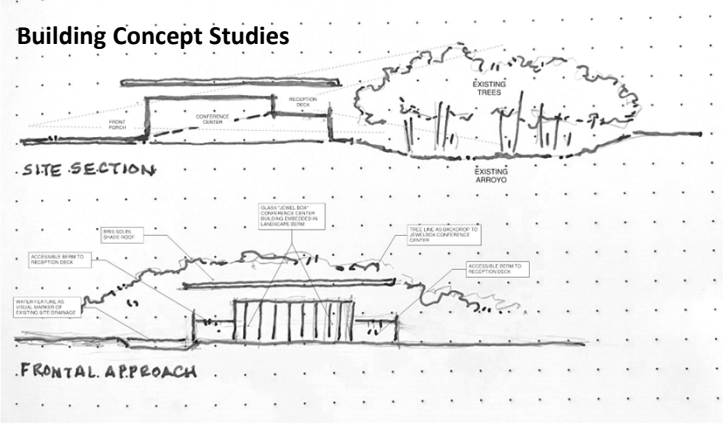 Building Concept Studies
EXISTING
TREES
RECEPTION
DECK
FRONT
PORCH
CONFERENCE
CENTER
SITE SECTION
EXISTING
ARROYO
GLASS "JEWEL BOX"
CONFERENCE CENTER
BUILDING EMBEDDED IN
LANDSCAPE BERM
BRIS SOLEIL
SHADE ROOF
TREE LINE AS BACKDROP TO
JEWELBOX CONFERENCE
CENTER
ACCESSIBLE BERM TO
RECEPTION DECK
ACCESSIBLE BERM TO
RECEPTION DECK
WATER FEATURE AS
VISUAL MARKER OF
EXISTING SITE DRAINAGE
FRONTAL APPROACH